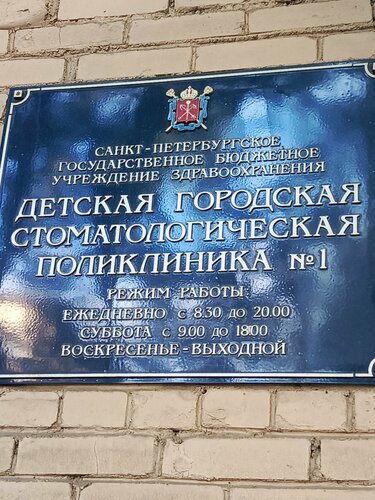 САНКТ-ПЕТЕРБУРГСКОЕ
ГОСУДАРСТВЕННОЕ БЮДЖЕТНОЕ
УЧРЕЖДЕНИЕ ЗДРАВООХРАНЕНИЯ
ДЕТСКАЯ ГОРОДСКАЯ
СТОМАТОЛОГИЧЕСКАЯ
ПОЛИКЛИНИКА №1
РЕЖИМ РАБОТЫ:
ЕЖЕДНЕВНО С 8.30 ДО 20.00
СУББОТА С 9.00 ДО 18.00
ВОСКРЕСЕНЬЕ-ВЫХОДНОЙ